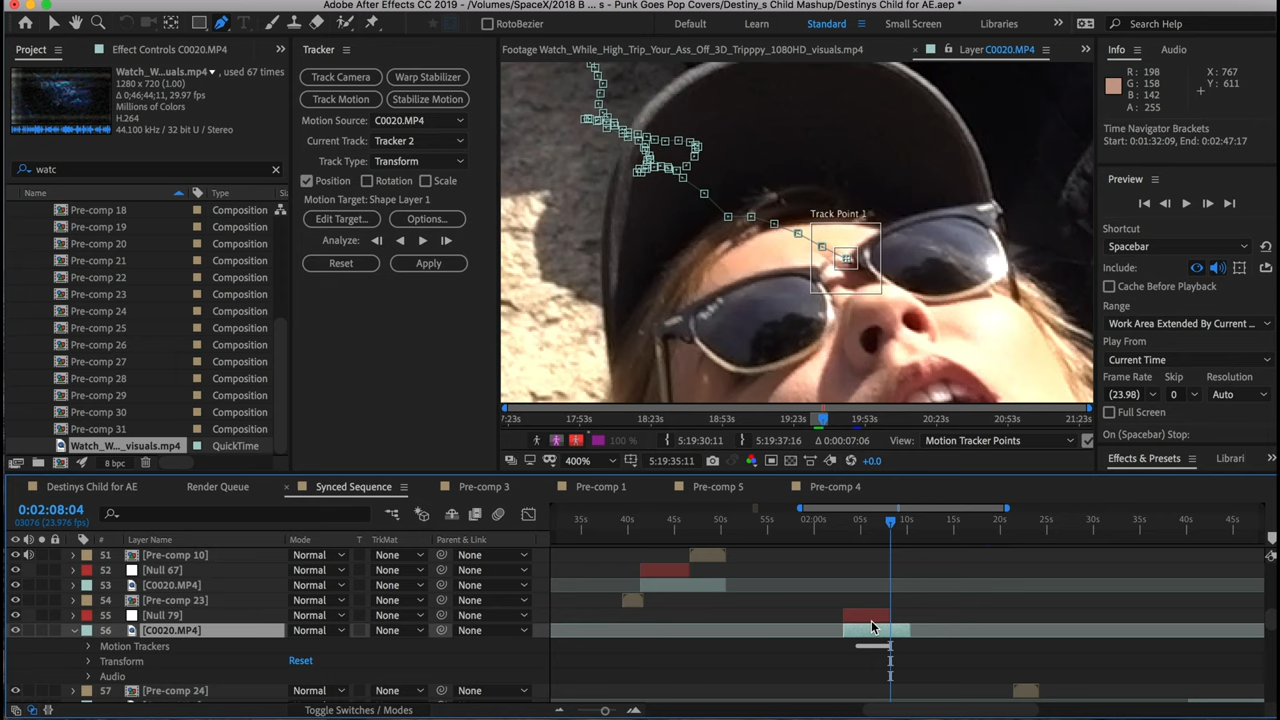 Adobe After Effects CC 2019 - /Volumes/SpaceX/2018 B ... s - Punk Goes Pop Covers/Destiny_s Child Mashup/Destinys Child for AE.aep *
RotoBezier
Default
Learn
Standard
Small Screen
Libraries
Search Help
Project
Effect Controls C0020.MP4
Tracker
Footage Watch_While_High_Trip_Your_Ass_Off_3D_Tripppy_1080HD_visuals.mp4
Layer C0020.MP4
Info
Audio
Watch_W...uals.mp4, used 67 times
1280 x 720 (1.00)
Δ 0;46;44;11, 29.97 fps
Millions of Colors
H.264
44.100 kHz / 32 bit U / Stereo
watc
Name
Type
Pre-comp 18 Composition
Pre-comp 19 Composition
Pre-comp 20 Composition
Pre-comp 21 Composition
Pre-comp 22 Composition
Pre-comp 23 Composition
Pre-comp 24 Composition
Pre-comp 25 Composition
Pre-comp 26 Composition
Pre-comp 27 Composition
Pre-comp 28 Composition
Pre-comp 29 Composition
Pre-comp 30 Composition
Pre-comp 31 Composition
Watch_W..._visuals.mp4 QuickTime
8 bpc
Track Camera
Warp Stabilizer
Track Motion
Stabilize Motion
Motion Source: C0020.MP4
Current Track: Tracker 2
Track Type: Transform
Position Rotation Scale
Motion Target: Shape Layer 1
Edit Target...
Options...
Analyze:
Reset
Apply
Track Point 1
7:23s 17:53s 18:23s 18:53s 19:23s 19:53s 20:23s 20:53s 21:23s
100 %
5:19:30:11
5:19:37:16
Δ 0:00:07:06
View: Motion Tracker Points
400%
5:19:35:11
+0.0
R: 198
G: 158
B: 142
A: 255
X: 767
Y: 611
Time Navigator Brackets
Start: 0:01:32:09, End: 0:02:47:17
Preview
Shortcut
Spacebar
Include:
Cache Before Playback
Range
Work Area Extended By Current ...
Play From
Current Time
Frame Rate Skip Resolution
(23.98) 0 Auto
Full Screen
On (Spacebar) Stop:
Effects & Presets
Librari
Destinys Child for AE
Render Queue
Synced Sequence
Pre-comp 3
Pre-comp 1
Pre-comp 5
Pre-comp 4
0:02:08:04
03076 (23.976 fps)
# Layer Name Mode T TrkMat Parent & Link
35s 40s 45s 50s 55s 2:00s 05s 10s 15s 20s 25s 30s 35s 40s 45s
51 [Pre-comp 10] Normal None None
52 [Null 67] Normal None None
53 [C0020.MP4] Normal None None
54 [Pre-comp 23] Normal None None
55 [Null 79] Normal None None
56 [C0020.MP4] Normal None None
Motion Trackers
Transform Reset
Audio
57 [Pre-comp 24] Normal None None
Toggle Switches / Modes